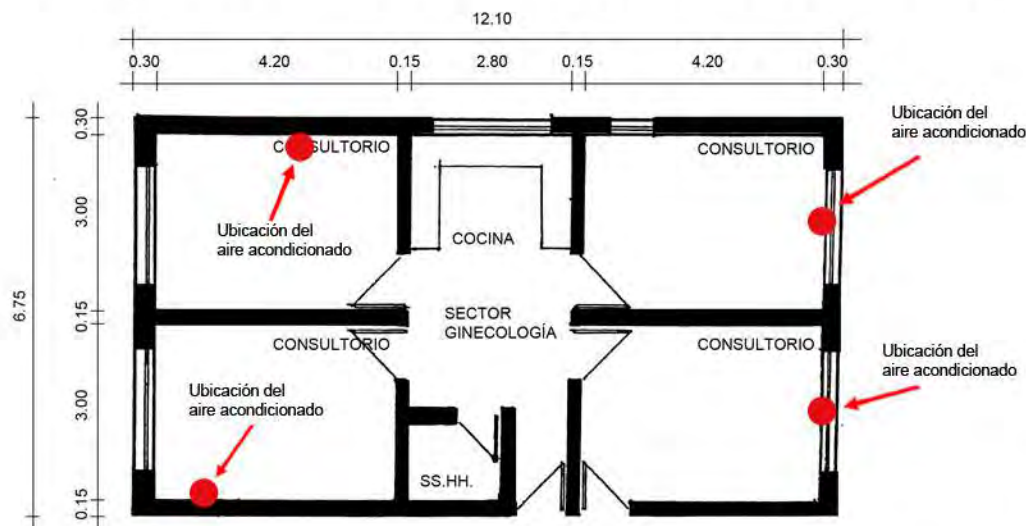 12.10
0.30
4.20
0.15
2.80
0.15
4.20
0.30
0.30
3.00
0.15
3.00
0.15
6.75
CONSULTORIO
Ubicación del
aire acondicionado
COCINA
CONSULTORIO
Ubicación del
aire acondicionado
SECTOR
GINECOLOGÍA
CONSULTORIO
Ubicación del
aire acondicionado
CONSULTORIO
Ubicación del
aire acondicionado
SS.HH.